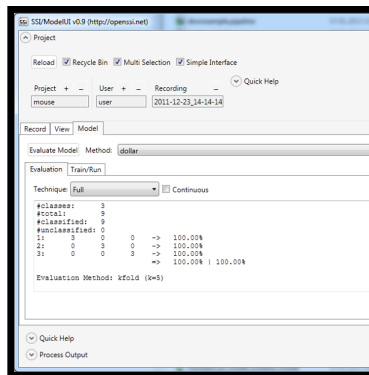 SSI/ModelUI v0.9 (http://openssi.net)
Project
Reload Recycle Bin Multi Selection Simple Interface
Project + - User + - Recording - Quick Help
mouse user 2011-12-23_14-14-14
Record View Model
Evaluate Model Method: dollar
Evaluation Train/Run
Technique: Full Continuous
#classes: 3
#total: 9
#classified: 9
#unclassified: 0
1: 3 0 0 -> 100.00%
2: 0 3 0 -> 100.00%
3: 0 0 3 -> 100.00%
=> 100.00% | 100.00%
Evaluation Method: kfold (k=5)
Quick Help
Process Output